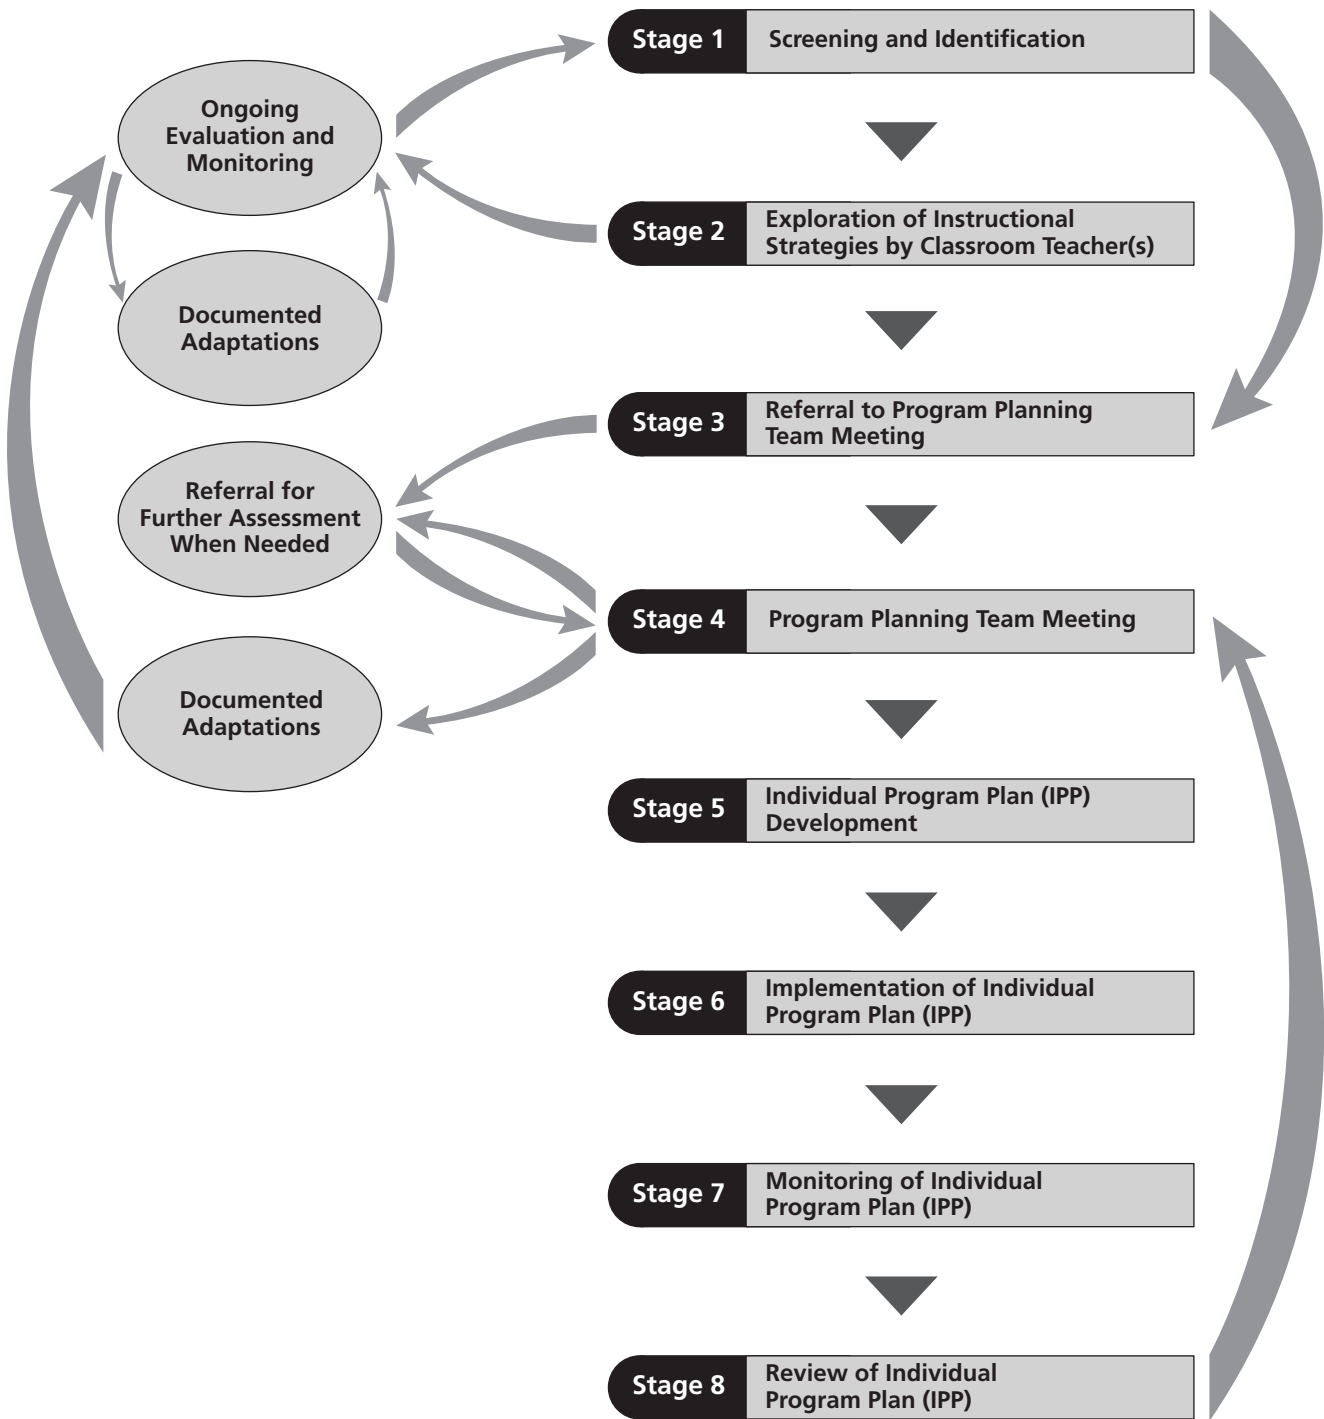 Stage 1
Screening and Identification
Ongoing
Evaluation and
Monitoring
Stage 2
Exploration of Instructional
Strategies by Classroom Teacher(s)
Documented
Adaptations
Stage 3
Referral to Program Planning
Team Meeting
Referral for
Further Assessment
When Needed
Stage 4
Program Planning Team Meeting
Documented
Adaptations
Stage 5
Individual Program Plan (IPP)
Development
Stage 6
Implementation of Individual
Program Plan (IPP)
Stage 7
Monitoring of Individual
Program Plan (IPP)
Stage 8
Review of Individual
Program Plan (IPP)